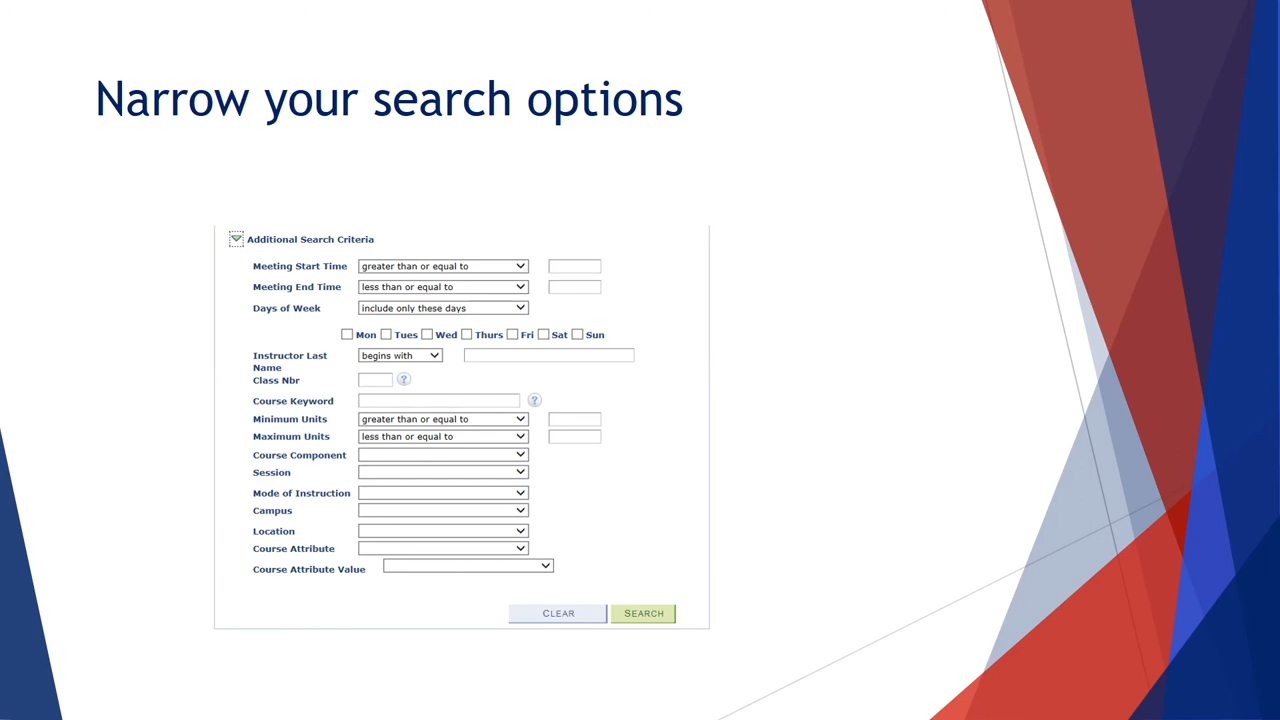 Narrow your search options
Additional Search Criteria
Meeting Start Time greater than or equal to
Meeting End Time less than or equal to
Days of Week include only these days
Mon Tues Wed Thurs Fri Sat Sun
Instructor Last begins with
Name
Class Nbr ?
Course Keyword ?
Minimum Units greater than or equal to
Maximum Units less than or equal to
Course Component
Session
Mode of Instruction
Campus
Location
Course Attribute
Course Attribute Value
CLEAR SEARCH